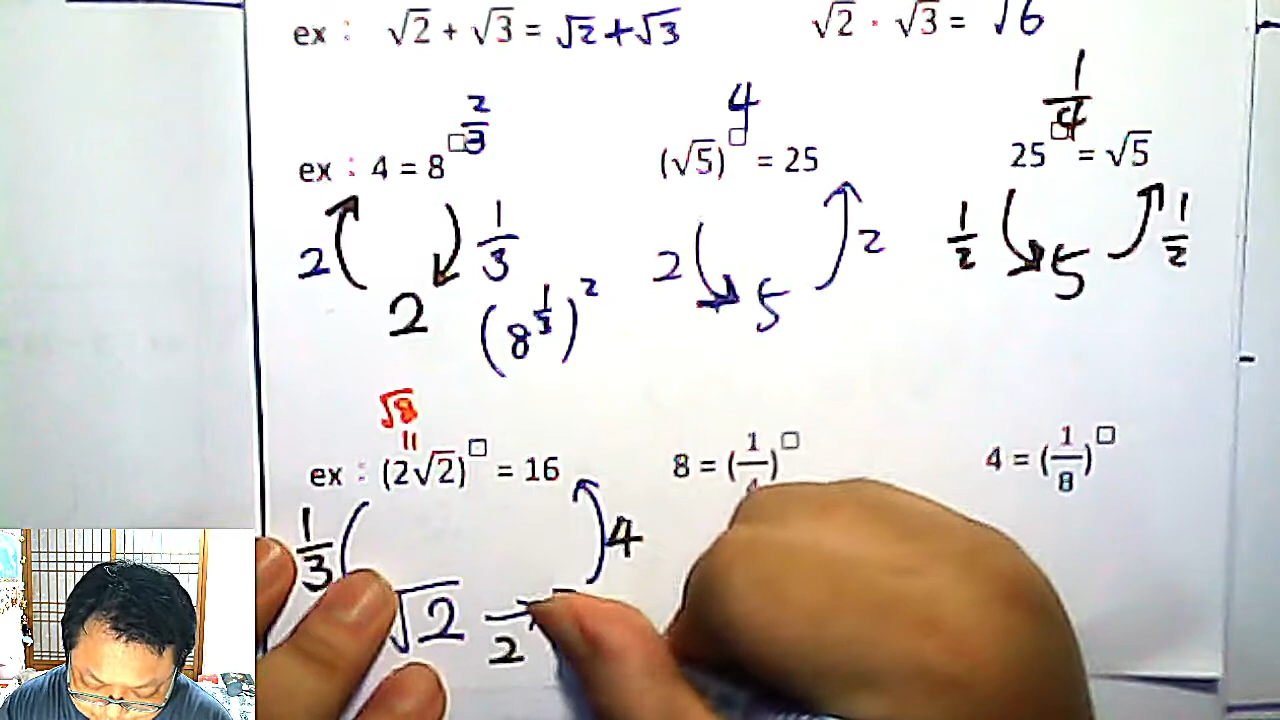 ex : √2 + √3 = √2+√3 √2 · √3 = √6
2/3 4 1/4
ex : 4 = 8^□ (√5)^□ = 25 25^□ = √5
2 1/3 2 2 1/2 1/2
2 (8^1/3)^2 5 5
√8
"
ex : (2√2)^□ = 16 8 = (1/4)^□ 4 = (1/8)^□
1/3 4
√2 2